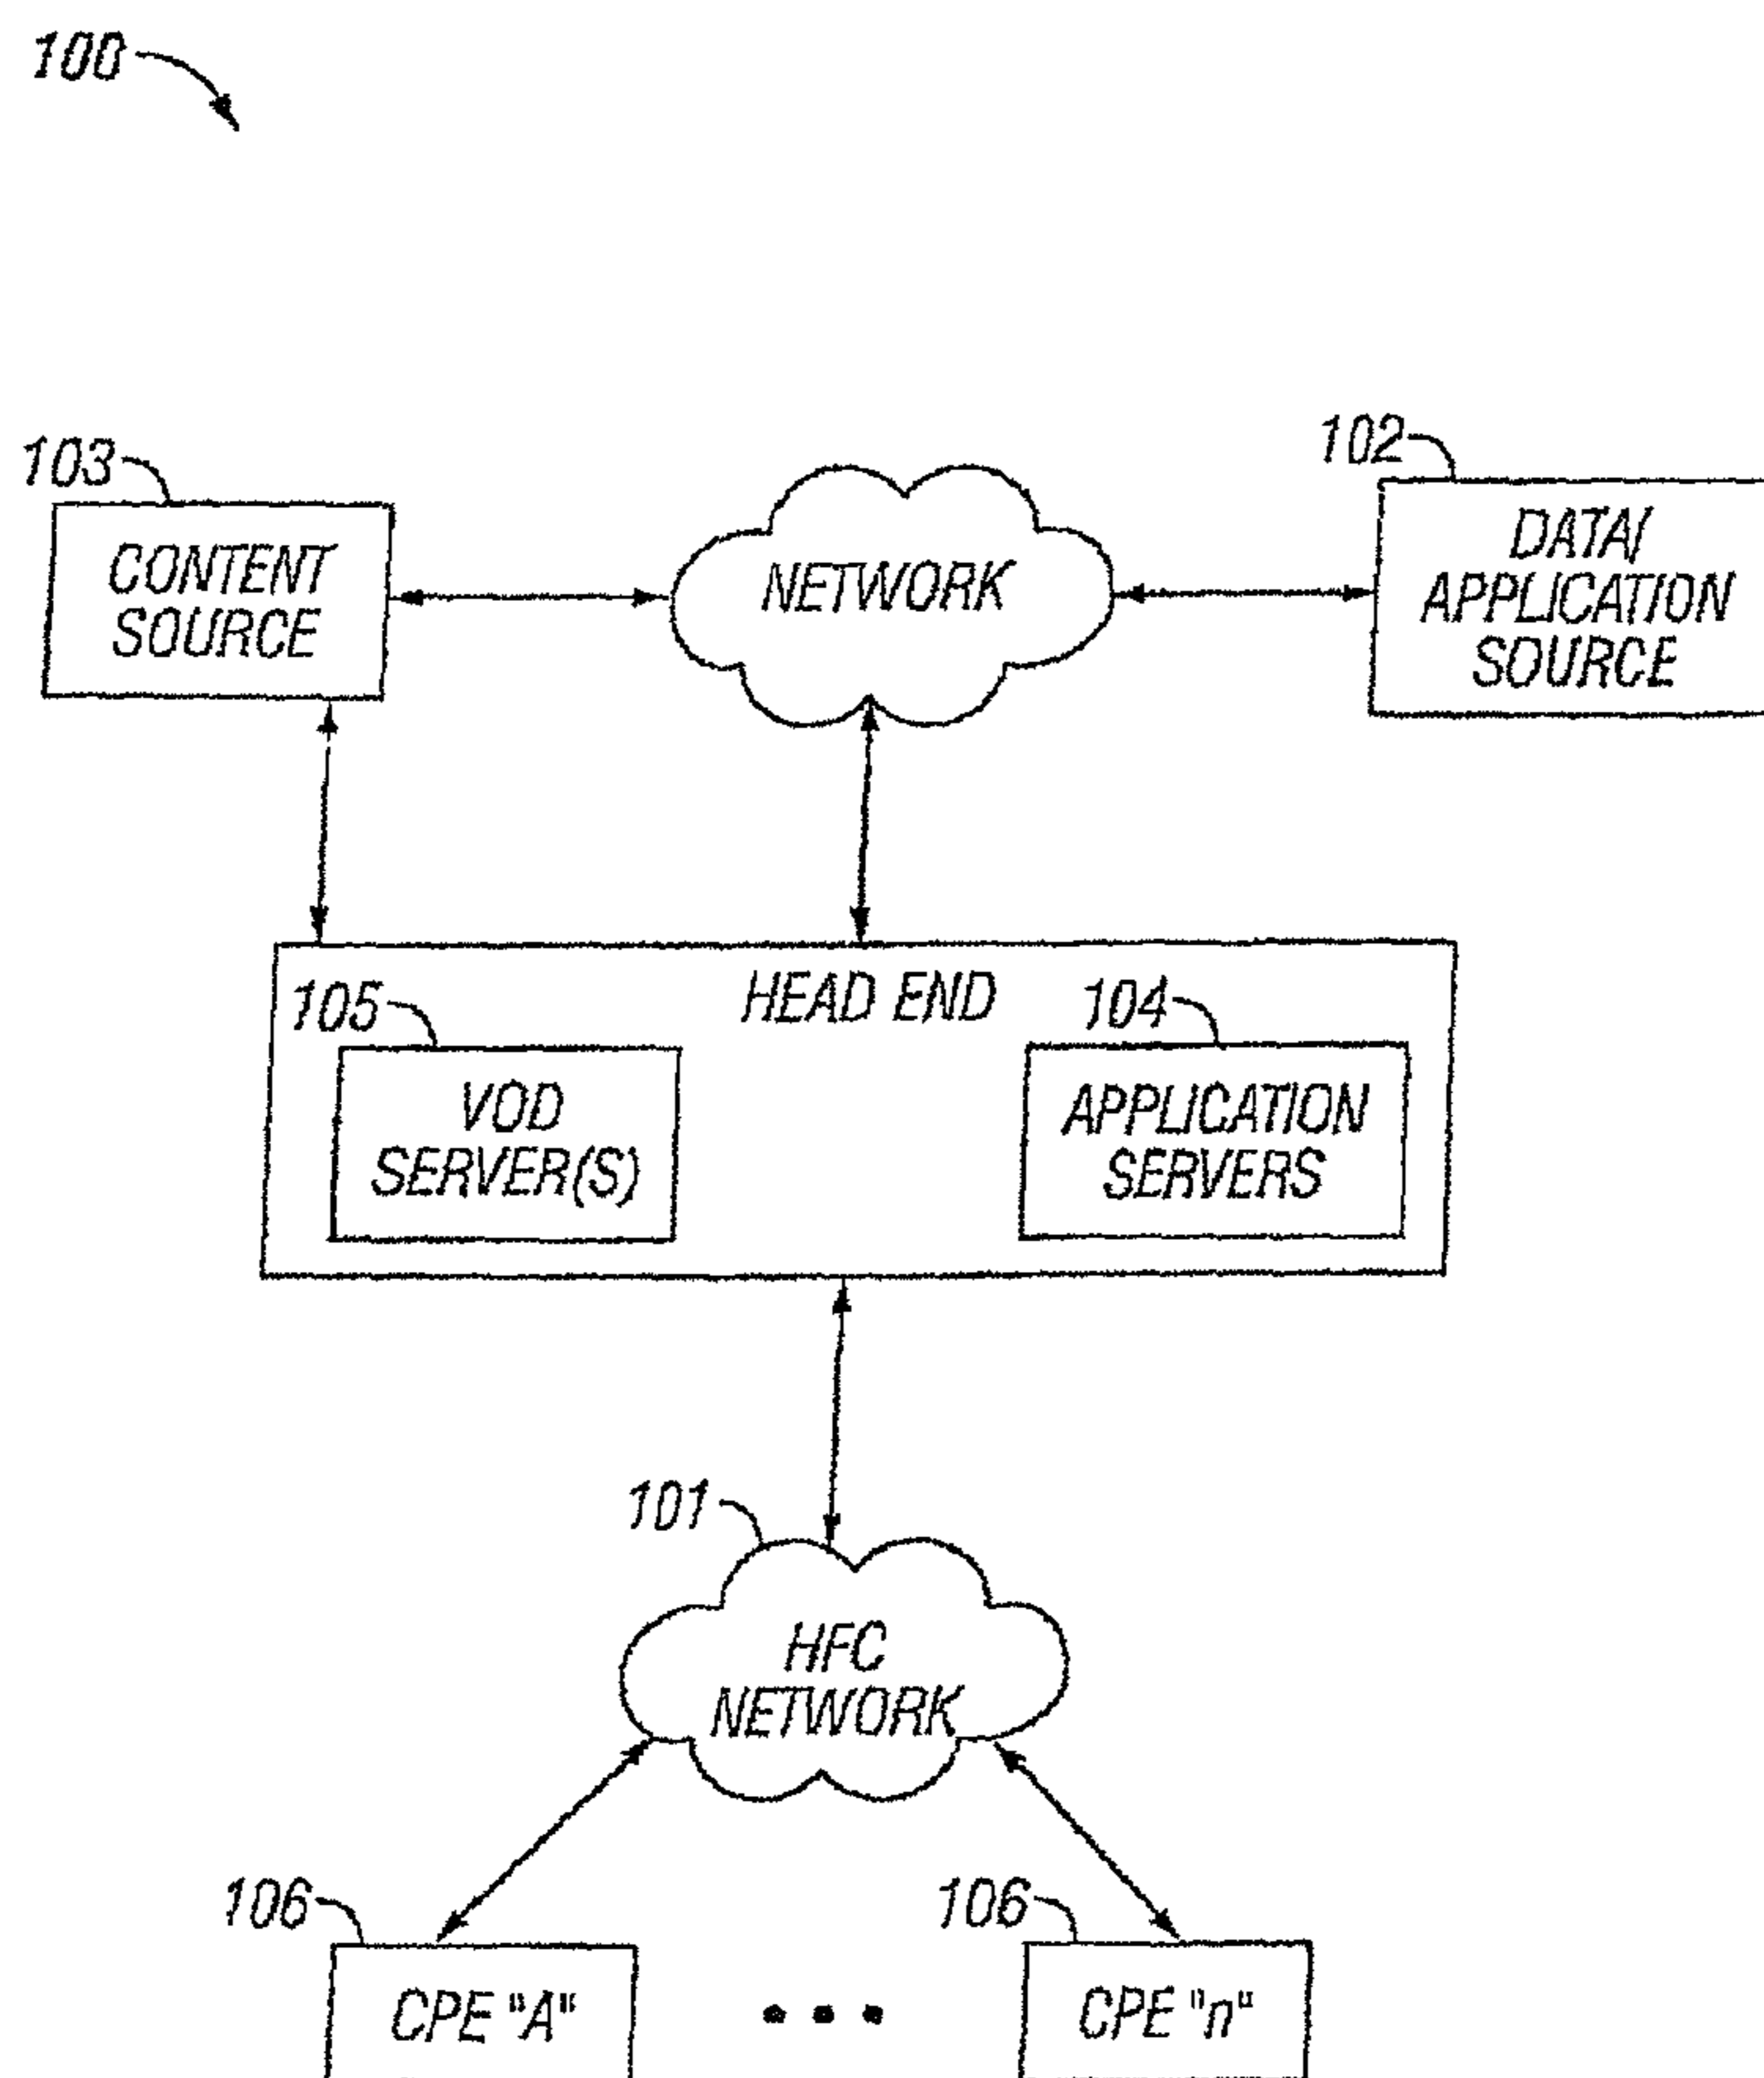 100
103
CONTENT
SOURCE
NETWORK
102
DATA/
APPLICATION
SOURCE
HEAD END
105
VOD
SERVER(S)
104
APPLICATION
SERVERS
101
HFC
NETWORK
106
CPE "A"
106
CPE "n"